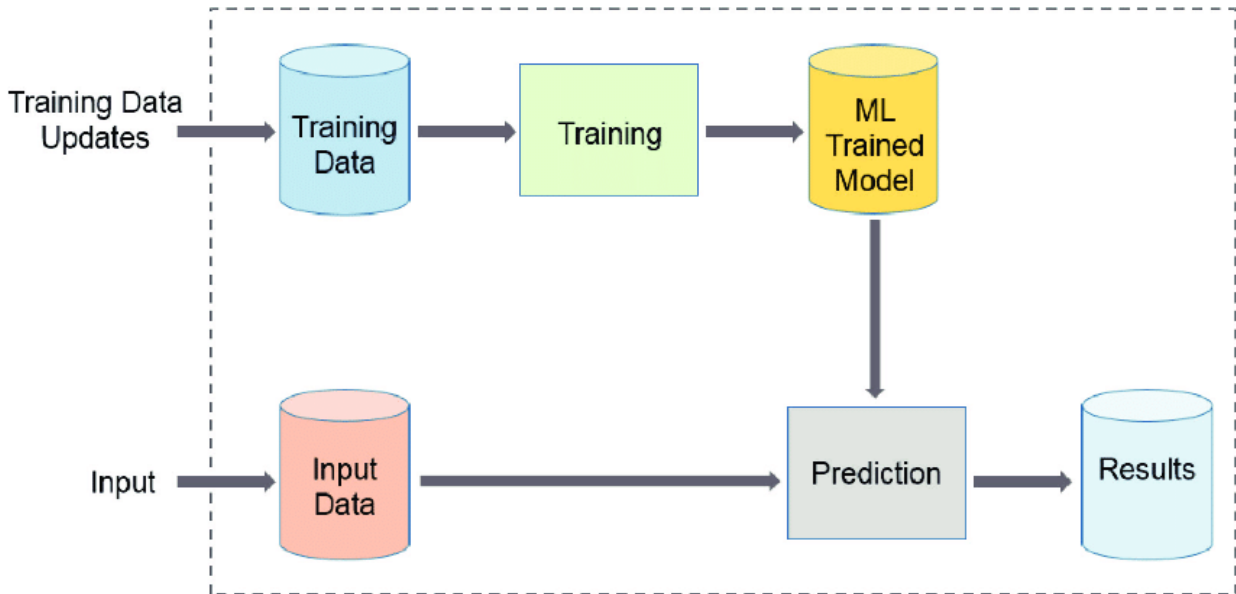 Training Data
Updates
Training
Data
Training
ML
Trained
Model
Input
Input
Data
Prediction
Results